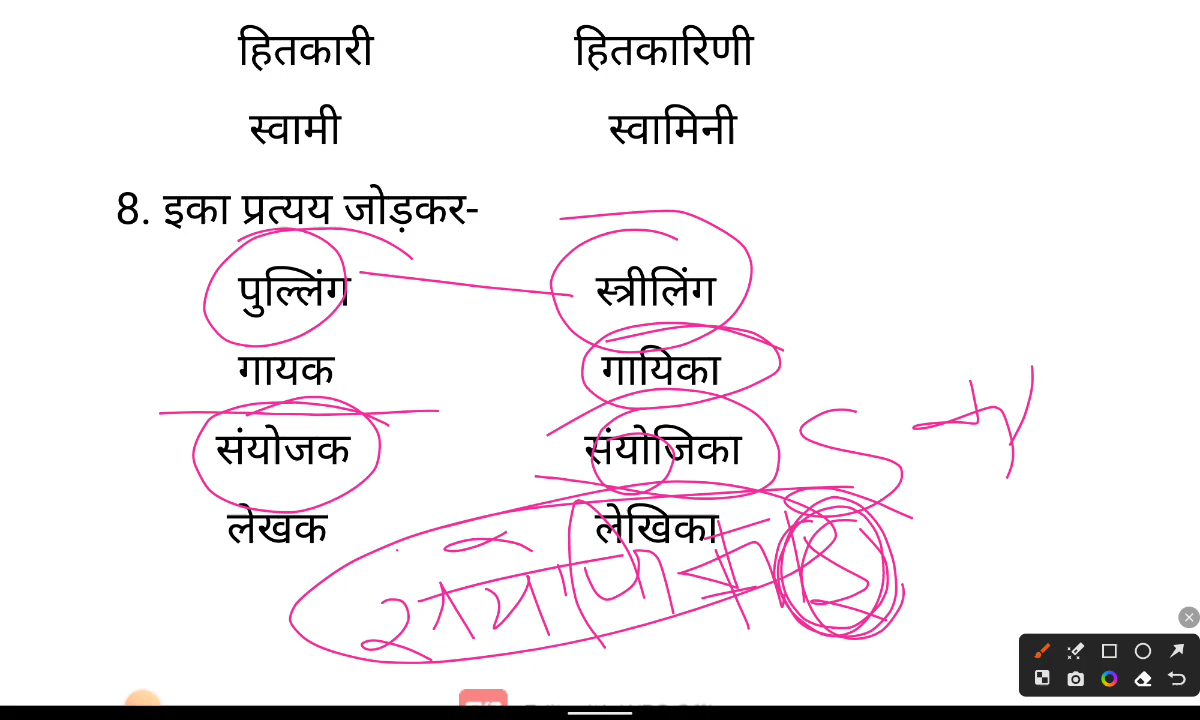 हितकारी हितकारिणी
स्वामी स्वामिनी
8. इका प्रत्यय जोड़कर-
पुल्लिंग स्त्रीलिंग
गायक गायिका
संयोजक संयोजिका
लेखक लेखिका